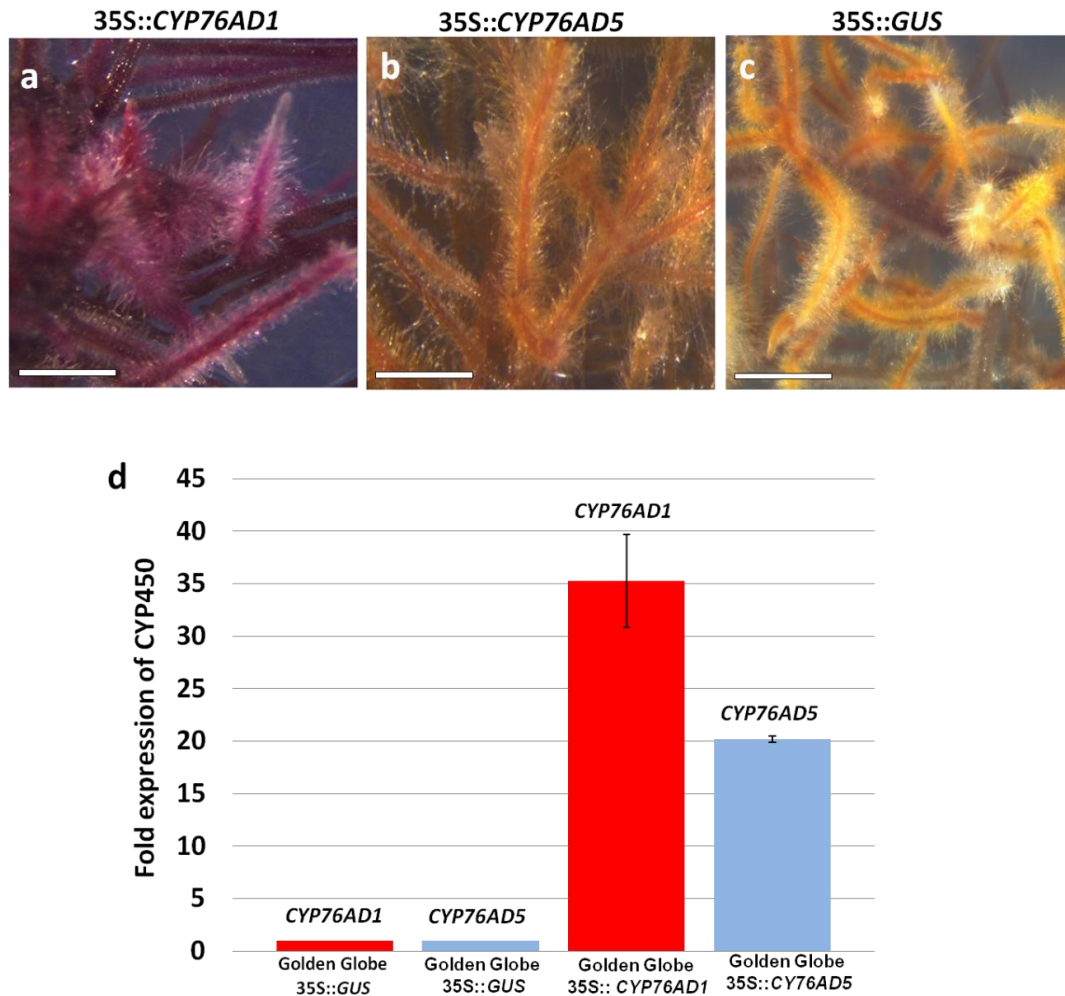 35S::CYP76AD1 35S::CYP76AD5 35S::GUS
a b c
d
45
40
35
30
25
20
15
10
5
0
Fold expression of CYP450
CYP76AD1
CYP76AD5
CYP76AD1
CYP76AD5
Golden Globe
35S::GUS
Golden Globe
35S::GUS
Golden Globe
35S:: CYP76AD1
Golden Globe
35S::CY76AD5